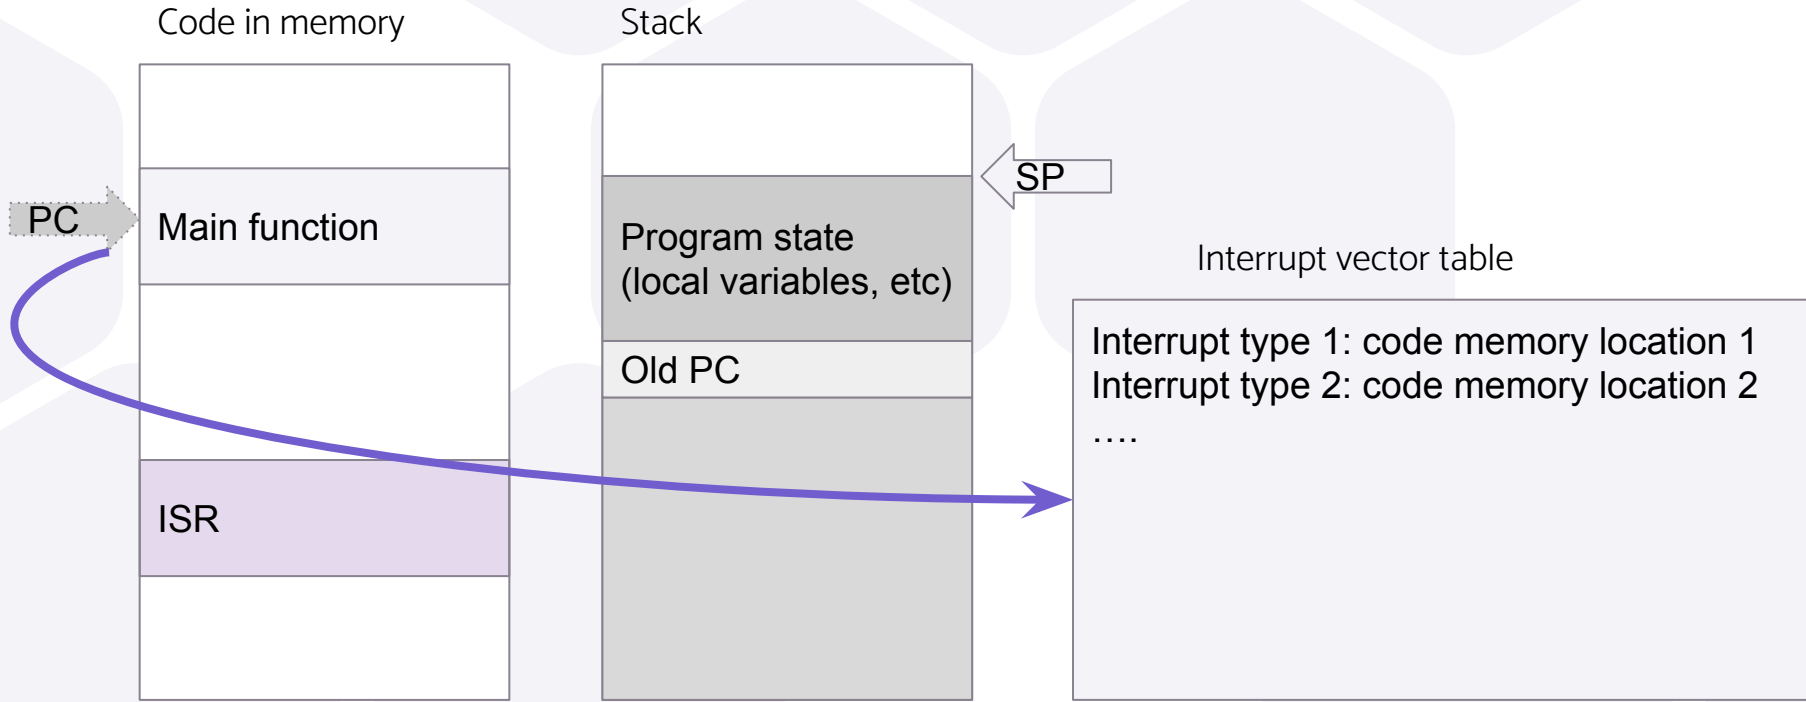 Code in memory
Stack
PC
Main function
SP
Program state
(local variables, etc)
Old PC
ISR
Interrupt vector table
Interrupt type 1: code memory location 1
Interrupt type 2: code memory location 2
....